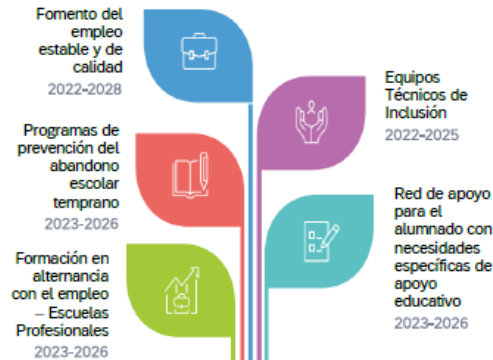 Fomento del
empleo
estable y de
calidad
2022-2028
Equipos
Técnicos de
Inclusión
2022-2025
Programas de
prevención del
abandono
escolar
temprano
2023-2026
Red de apoyo
para el
alumnado con
necesidades
específicas de
apoyo
educativo
2023-2026
Formación en
alternancia
con el empleo
– Escuelas
Profesionales
2023-2026